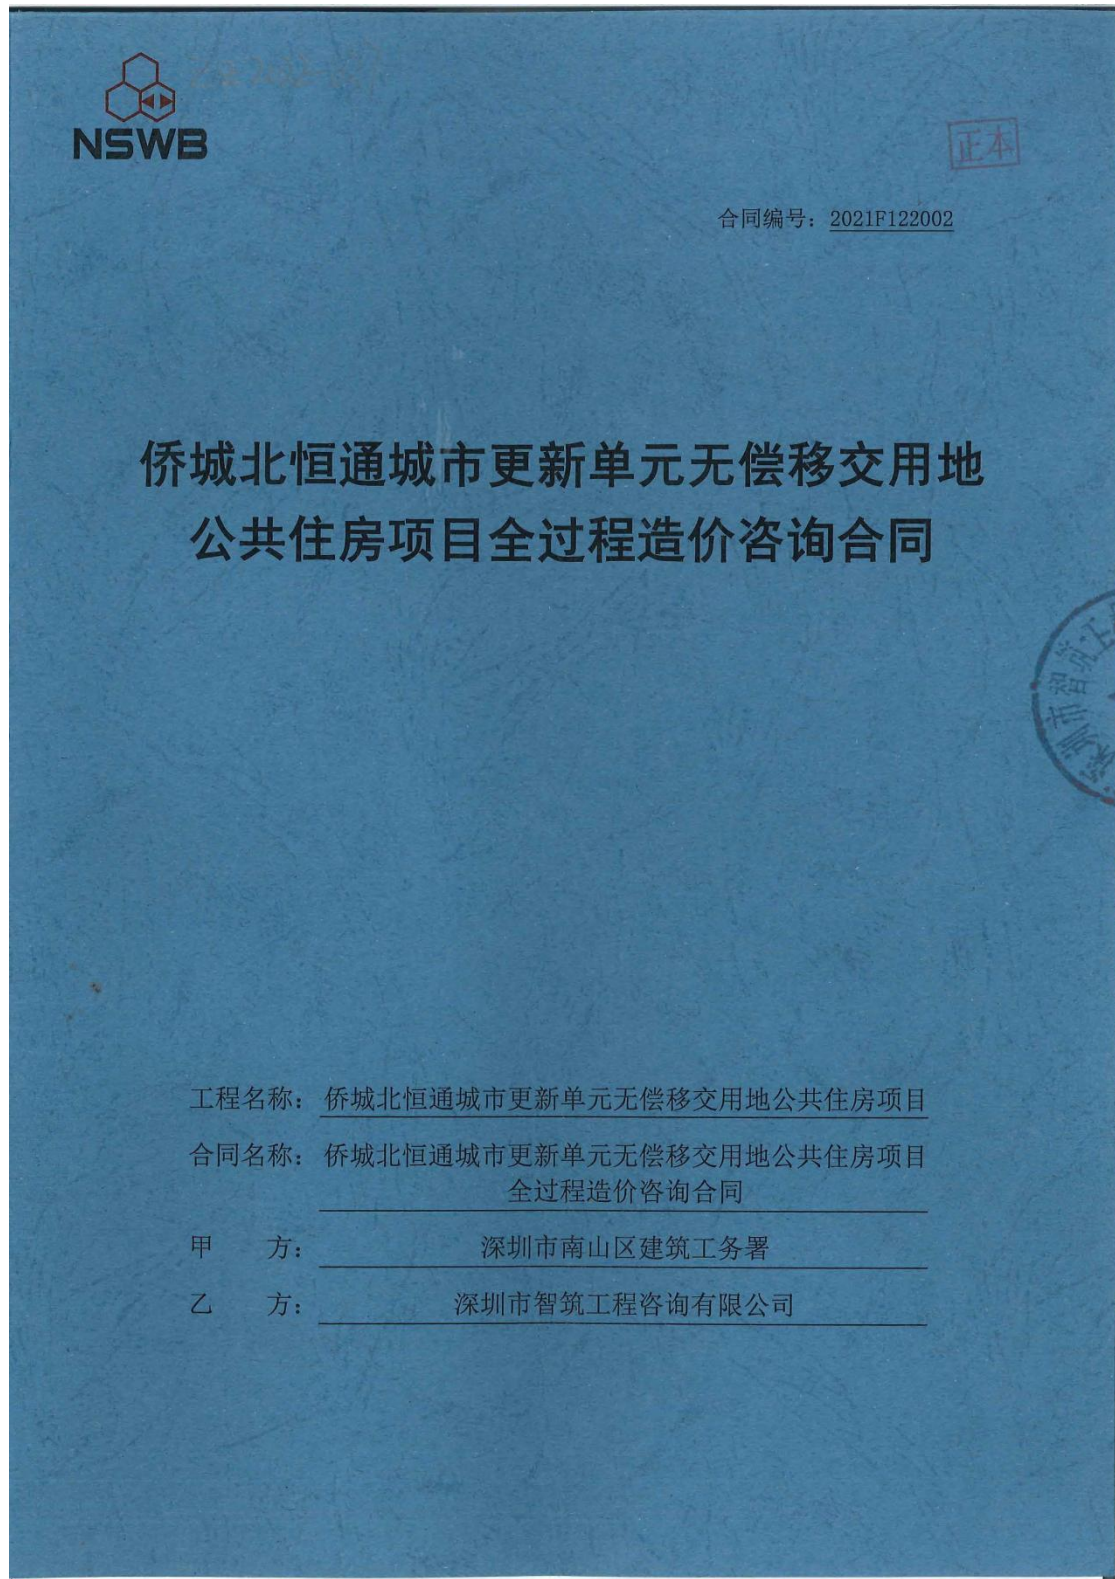 NSWB
正本
合同编号：2021F122002
侨城北恒通城市更新单元无偿移交用地
公共住房项目全过程造价咨询合同
深圳市智筑工
工程名称：侨城北恒通城市更新单元无偿移交用地公共住房项目
合同名称：侨城北恒通城市更新单元无偿移交用地公共住房项目
全过程造价咨询合同
甲 方：深圳市南山区建筑工务署
乙 方：深圳市智筑工程咨询有限公司